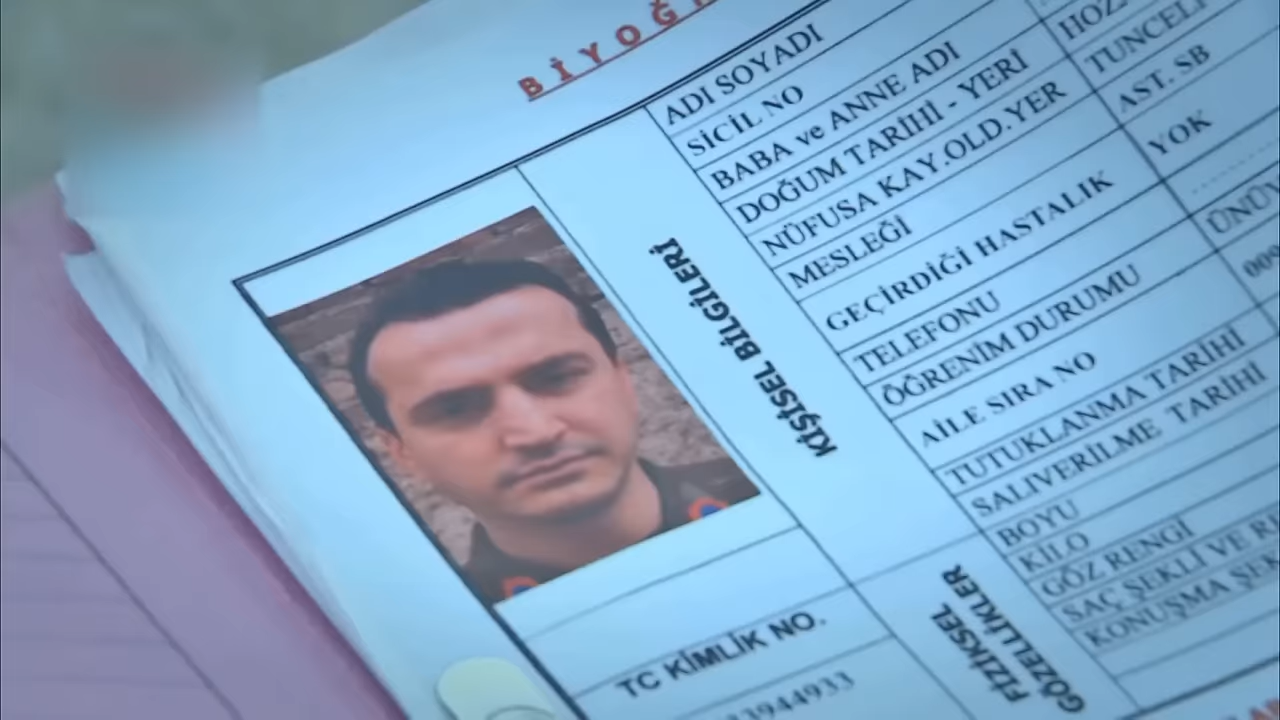 BİYOĞ
ADI SOYADI
SİCİL NO
BABA ve ANNE ADI
DOĞUM TARİHİ - YERİ
HOZ
NÜFUSA KAY.OLD.YER
TUNCELİ
MESLEĞİ
AST. SB
GEÇİRDİĞİ HASTALIK
YOK
TELEFONU
ÖĞRENİM DURUMU
AİLE SIRA NO
TUTUKLANMA TARİHİ
SALIVERİLME TARİHİ
BOYU
KİLO
GÖZ RENGİ
SAÇ ŞEKLİ VE
KONUŞMA ŞEK
KİŞİSEL BİLGİLERİ
FİZİKSEL
ÖZELLİKLER
TC KİMLİK NO.
3944933